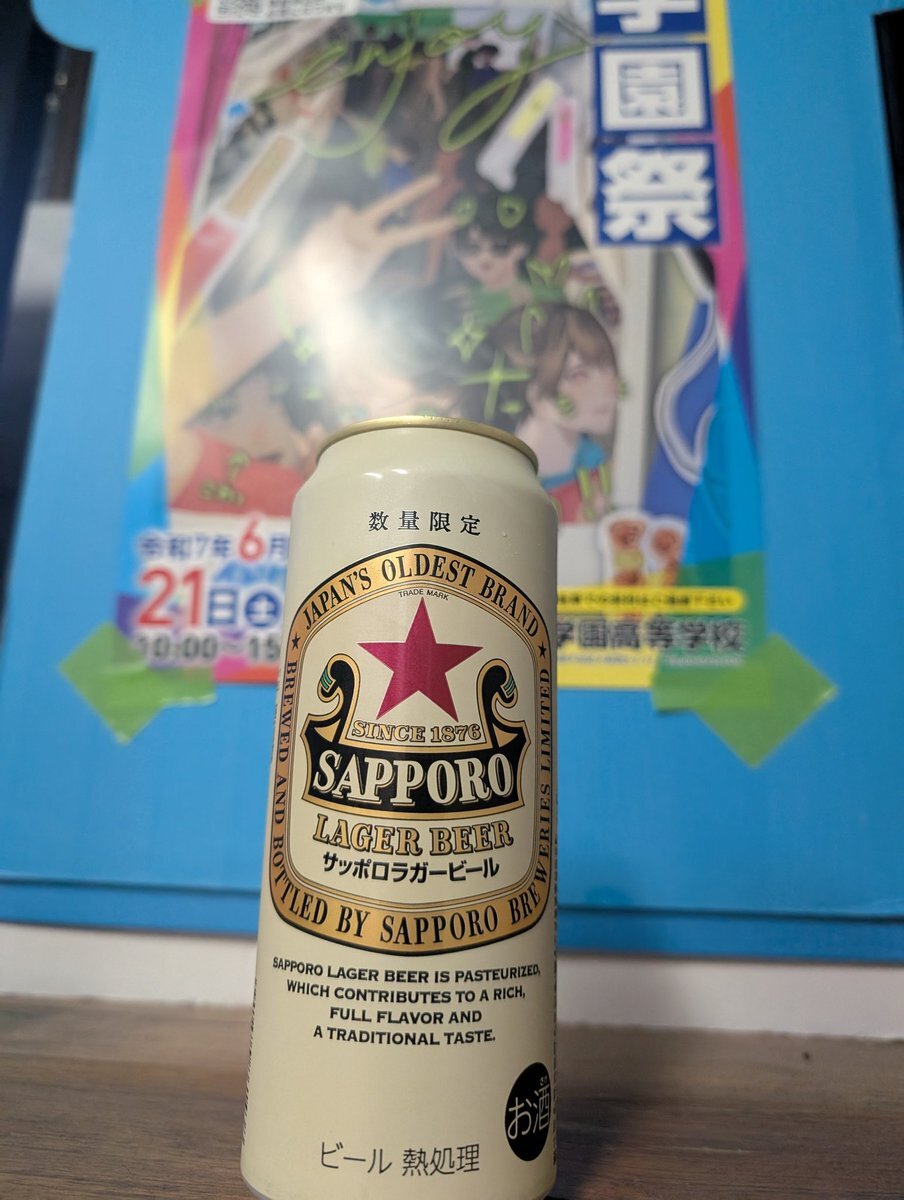 enjoy
学
園
祭
令和7年6月
21日土
10:00〜15
学園高等学校
数量限定
JAPAN'S OLDEST BRAND
TRADE MARK
SINCE 1876
SAPPORO
LAGER BEER
サッポロラガービール
BREWED AND BOTTLED BY SAPPORO BREWERIES LIMITED
SAPPORO LAGER BEER IS PASTEURIZED,
WHICH CONTRIBUTES TO A RICH,
FULL FLAVOR AND
A TRADITIONAL TASTE.
お酒
ビール 熱処理